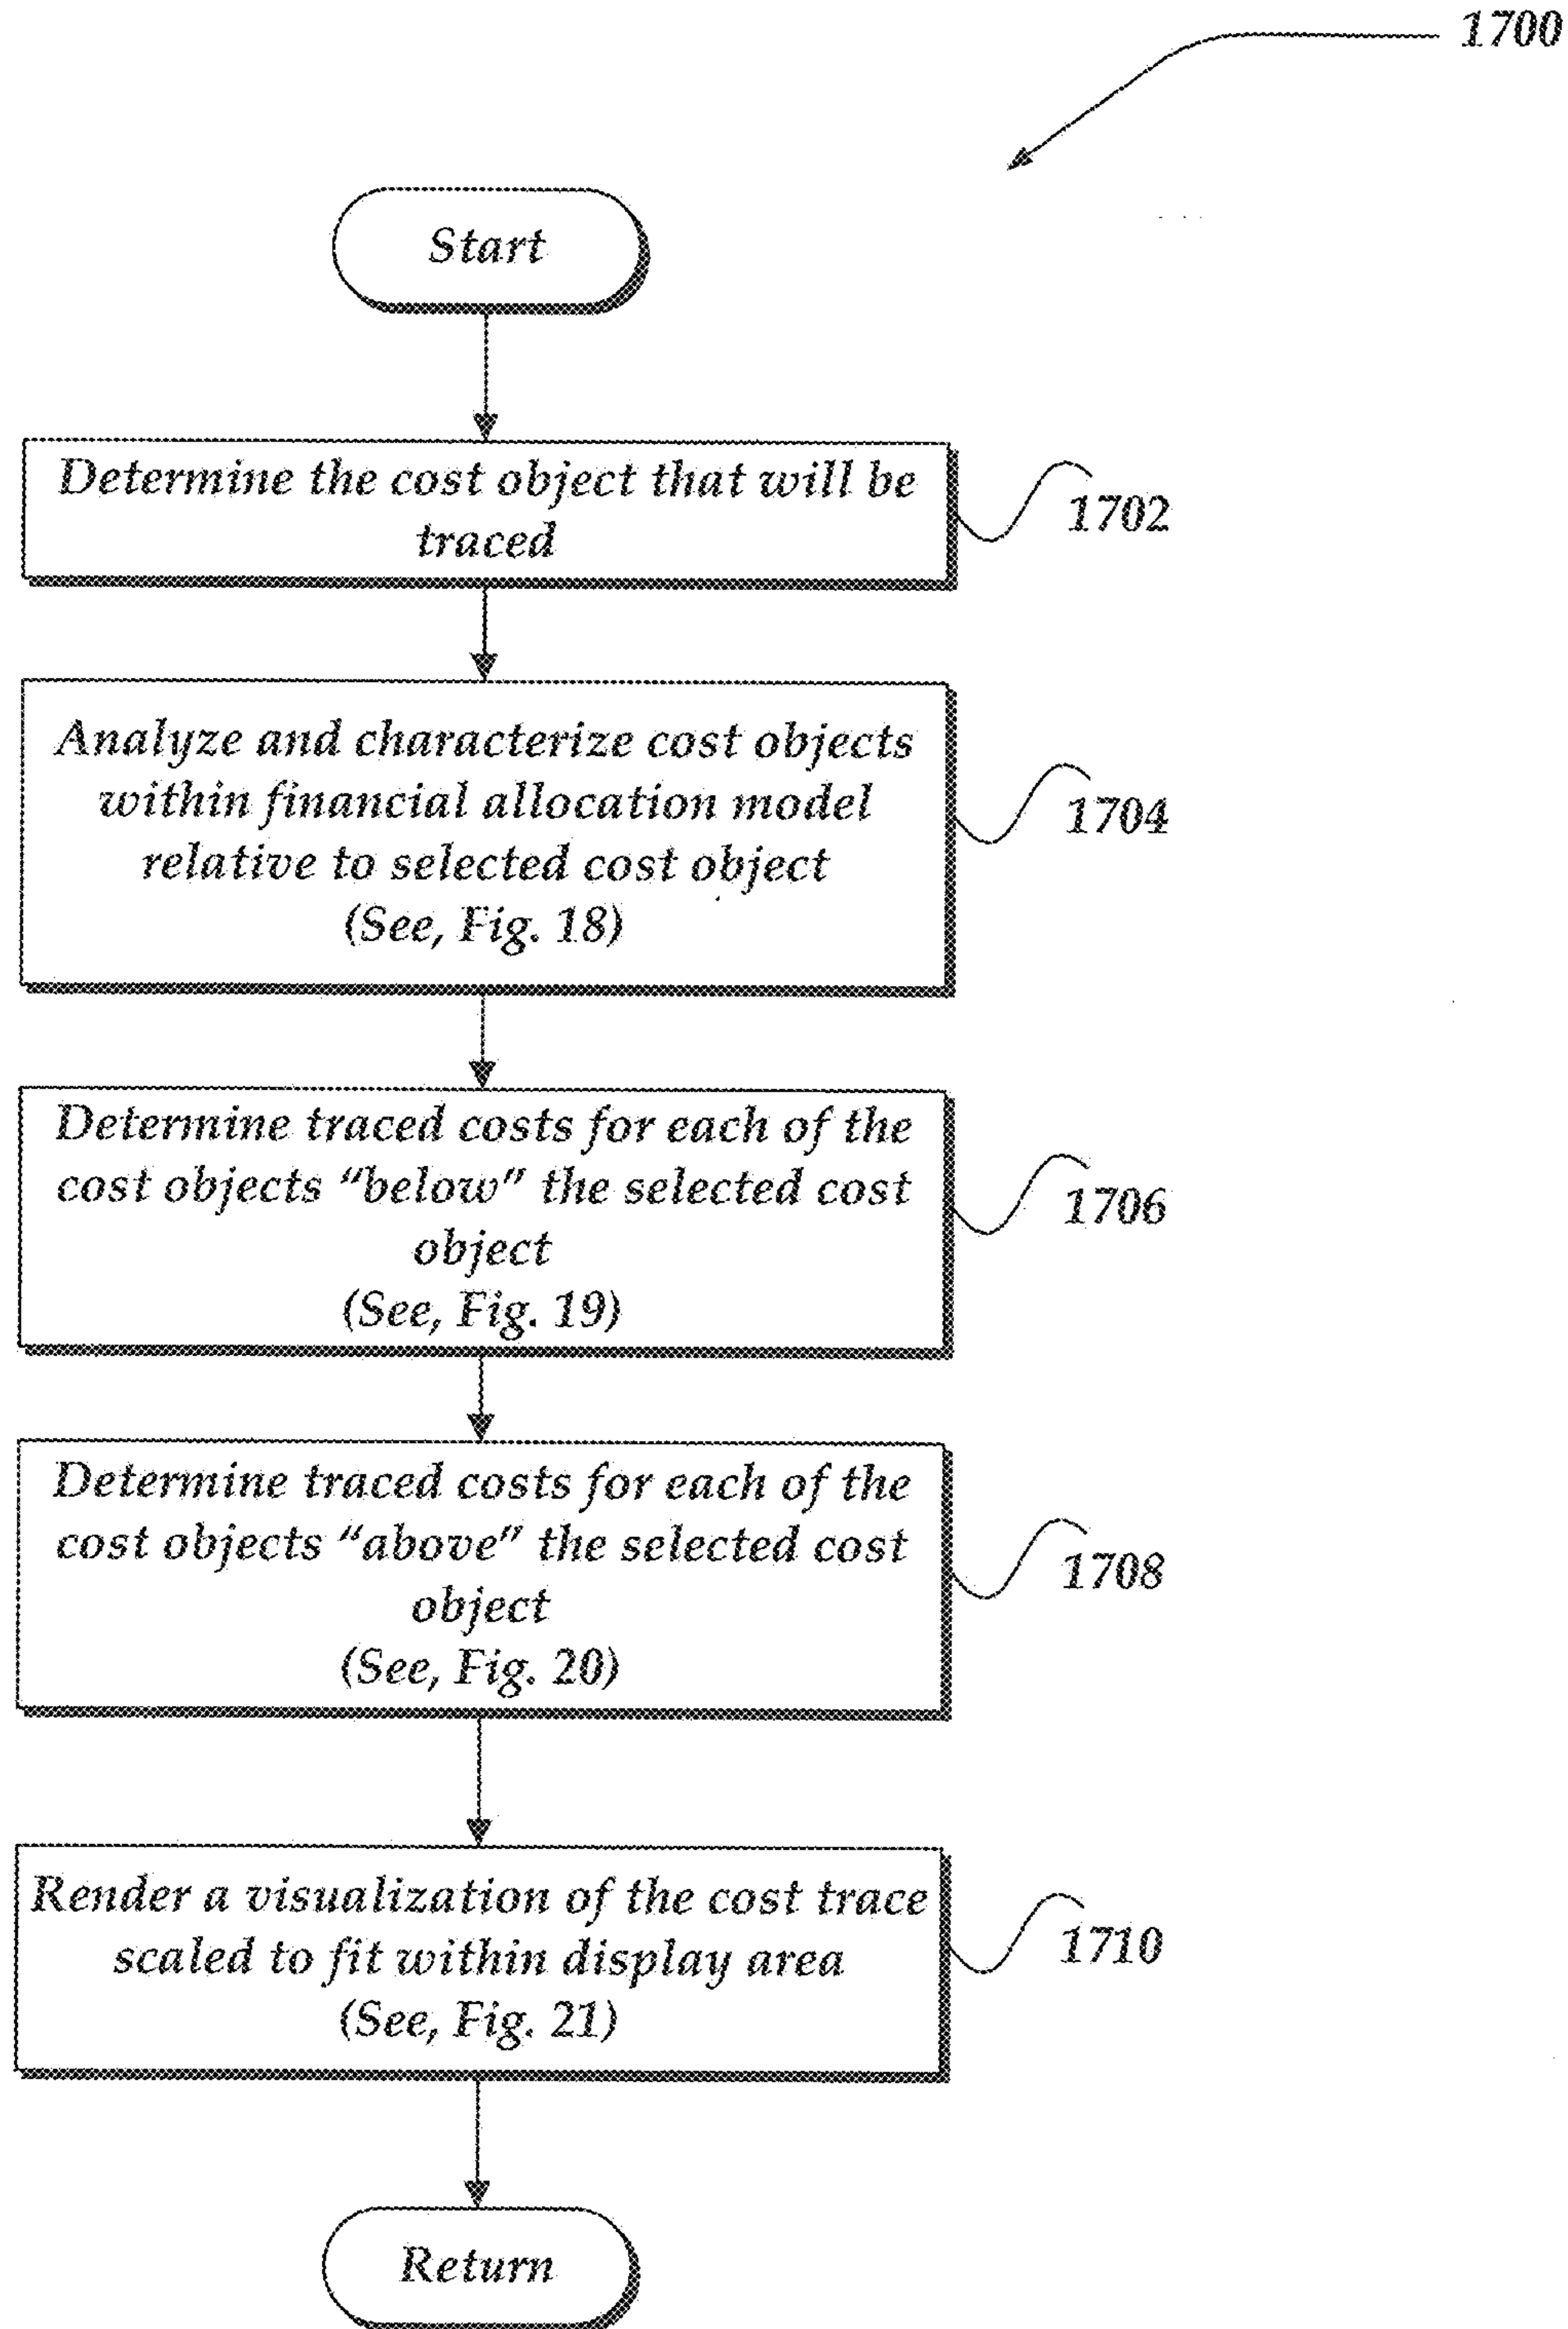 1700
Start
Determine the cost object that will be
traced
1702
Analyze and characterize cost objects
within financial allocation model
relative to selected cost object
(See, Fig. 18)
1704
Determine traced costs for each of the
cost objects “below” the selected cost
object
(See, Fig. 19)
1706
Determine traced costs for each of the
cost objects “above” the selected cost
object
(See, Fig. 20)
1708
Render a visualization of the cost trace
scaled to fit within display area
(See, Fig. 21)
1710
Return